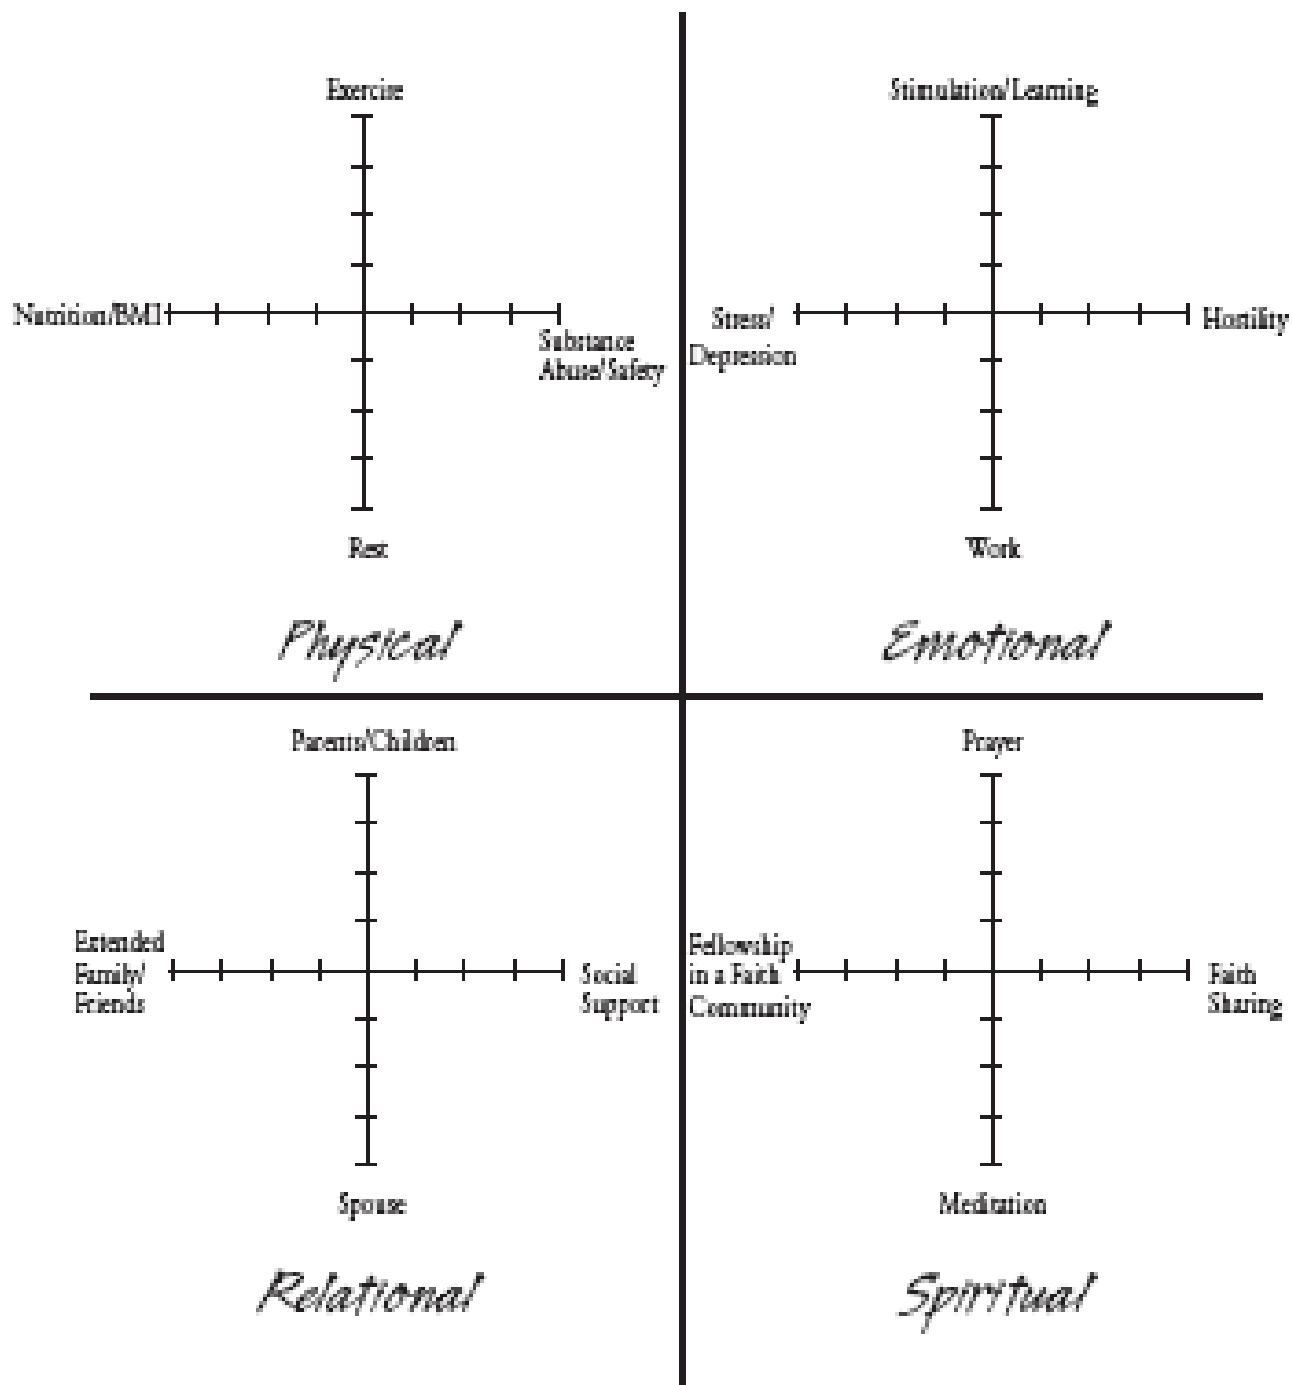 Exercise
Nutrition/BMI
Substance
Abuse/Safety
Rest
Physical
Stimulation/Learning
Stress/
Depression
Hostility
Work
Emotional
Parents/Children
Extended
Family/
Friends
Social
Support
Spouse
Relational
Prayer
Fellowship
in a Faith
Community
Faith
Sharing
Meditation
Spiritual